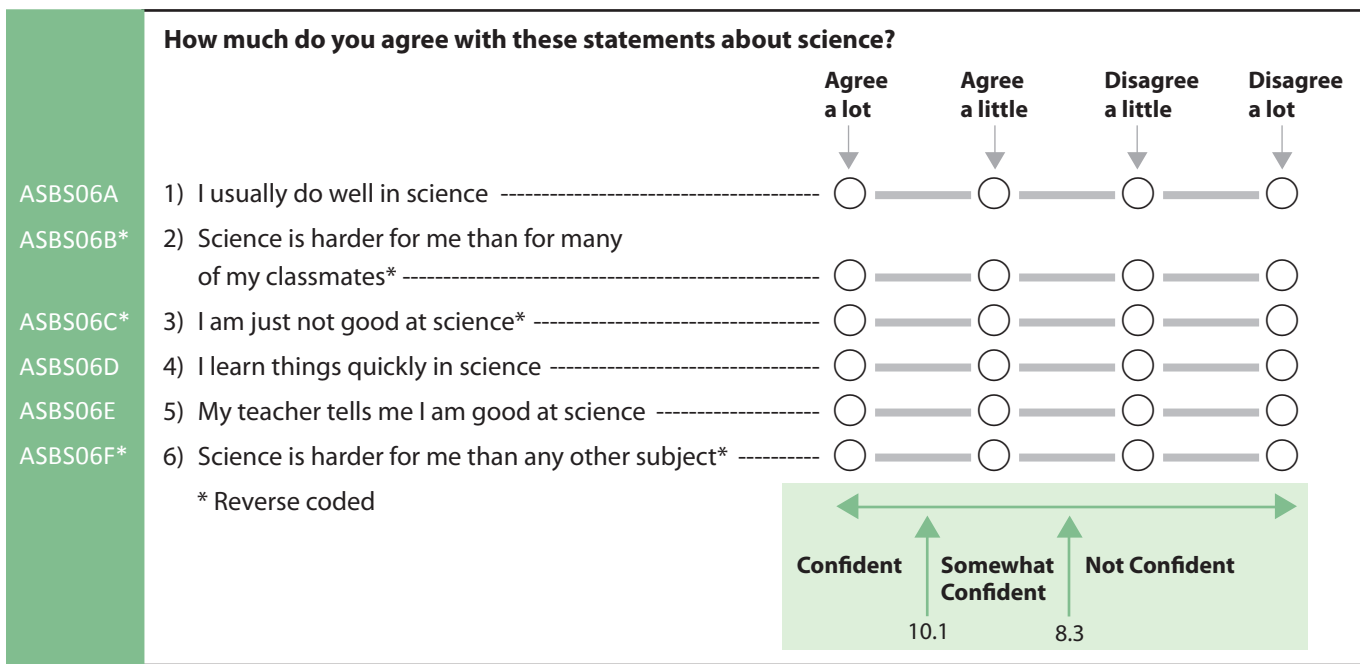 How much do you agree with these statements about science?
Agree a lot
Agree a little
Disagree a little
Disagree a lot
ASBS06A 1) I usually do well in science
ASBS06B* 2) Science is harder for me than for many
of my classmates*
ASBS06C* 3) I am just not good at science*
ASBS06D 4) I learn things quickly in science
ASBS06E 5) My teacher tells me I am good at science
ASBS06F* 6) Science is harder for me than any other subject*
* Reverse coded
Confident
Somewhat
Confident
Not Confident
10.1
8.3